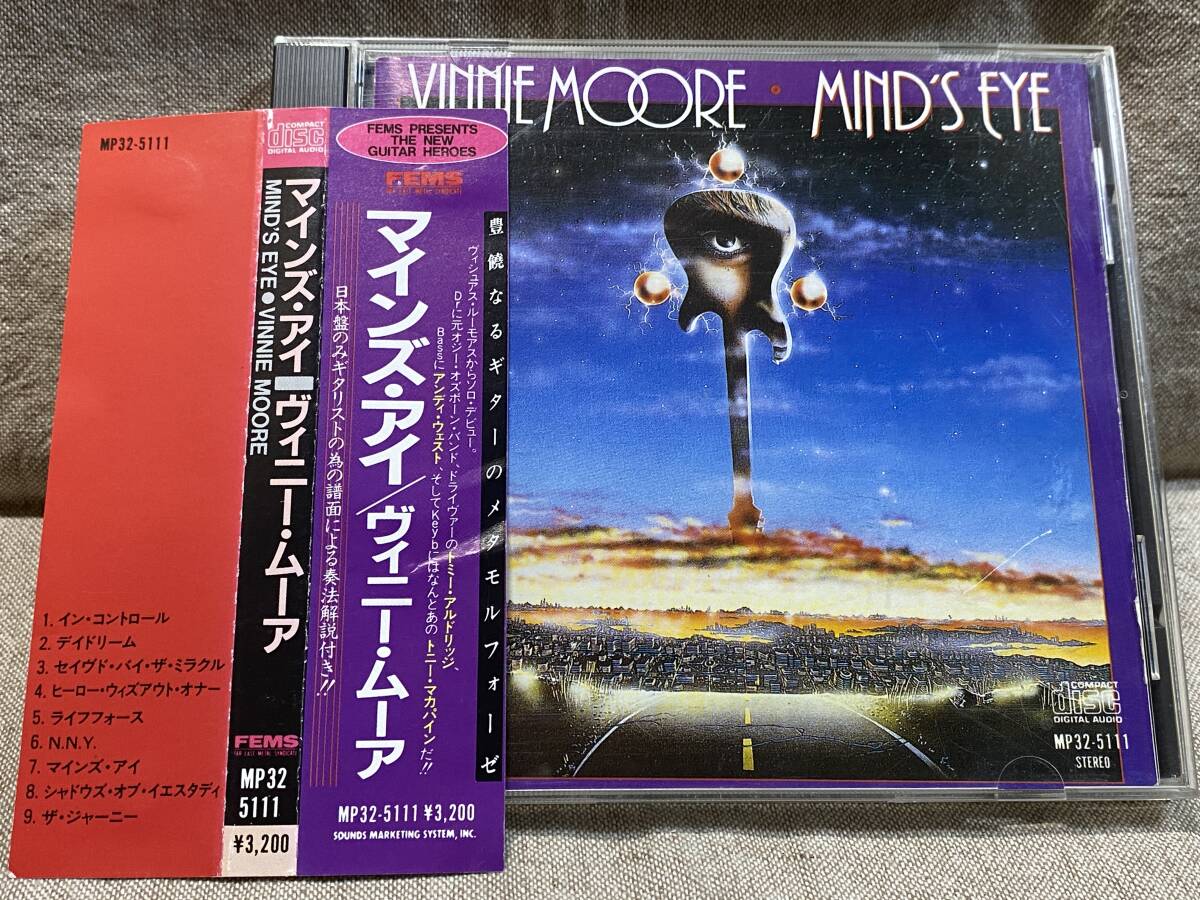 MP32-5111
1. イン・コントロール
2. デイドリーム
3. セイヴド・バイ・ザ・ミラクル
4. ヒーロー・ウィズアウト・オナー
5. ライフフォース
6. N.N.Y.
7. マインズ・アイ
8. シャドウズ・オブ・イエスタディ
9. ザ・ジャーニー
COMPACT
disc
DIGITAL AUDIO
マインズ・アイ ヴィニー・ムーア
MIND'S EYE●VINNIE MOORE
FEMS
FAR EAST METAL SYNDICATE
MP32
5111
¥3,200
FEMS PRESENTS
THE NEW
GUITAR HEROES
FEMS
FAR EAST METAL SYNDICATE
豊饒なるギターのメタモルフォーゼ
ヴィシュアス・ルーモアスからソロ・デビュー。
Drに元オジー・オズボーン・バンド、ドライヴァーのトミー・アルドリッジ、
Bassにアンディ・ウェスト、そしてKeybにはなんとあのトニー・マカパインだ!!
マインズ・アイ/ヴィニー・ムーア
日本盤のみギタリストの為の譜面による奏法解説付き!!
MP32-5111 ¥3,200
SOUNDS MARKETING SYSTEM, INC.
VINNIE MOORE・MIND'S EYE
COMPACT
disc
DIGITAL AUDIO
MP32-5111
STEREO